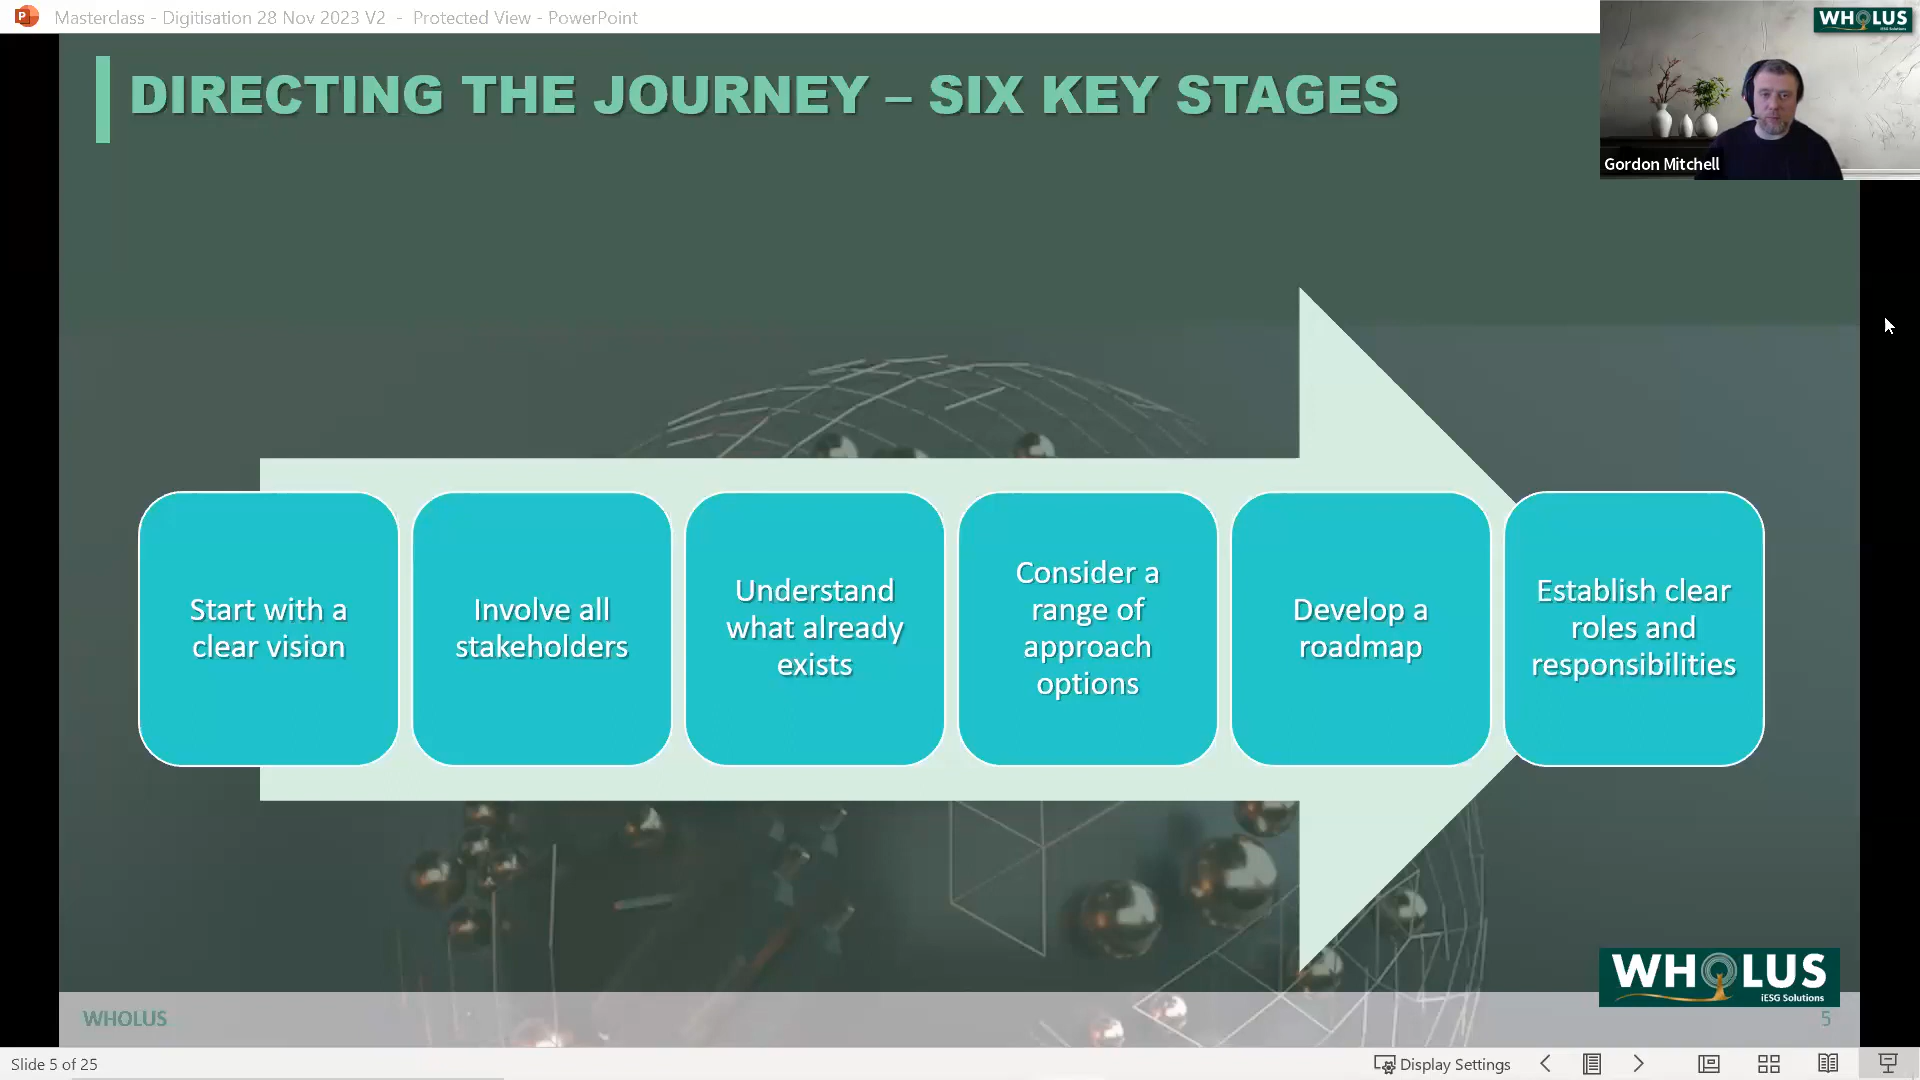 Masterclass - Digitisation 28 Nov 2023 V2 - Protected View - PowerPoint
WHOLUS
iESG Solutions
Gordon Mitchell
DIRECTING THE JOURNEY – SIX KEY STAGES
Start with a
clear vision
Involve all
stakeholders
Understand
what already
exists
Consider a
range of
approach
options
Develop a
roadmap
Establish clear
roles and
responsibilities
WHOLUS
iESG Solutions
WHOLUS
5
Slide 5 of 25
Display Settings